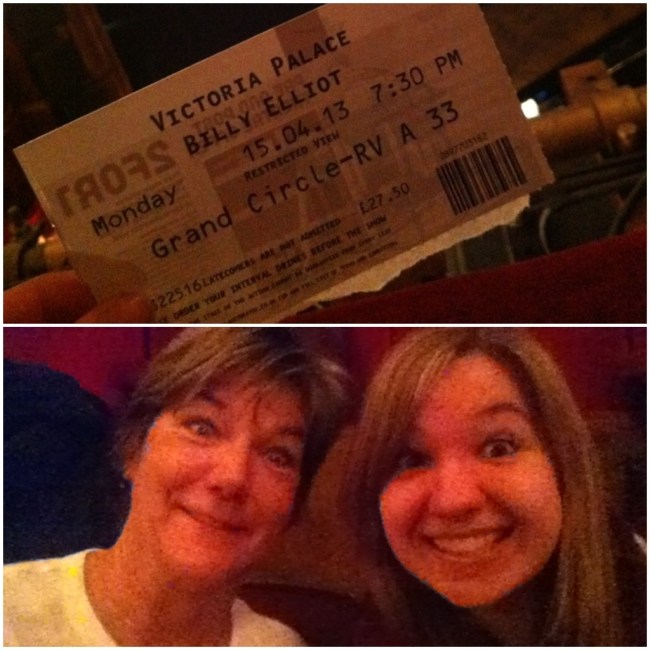 VICTORIA PALACE
BILLY ELLIOT
15.04.13 7:30 PM
RESTRICTED VIEW
Monday
Grand Circle-RV A 33
£27.50
LATECOMERS ARE NOT ADMITTED
ORDER YOUR INTERVAL DRINKS BEFORE THE SHOW